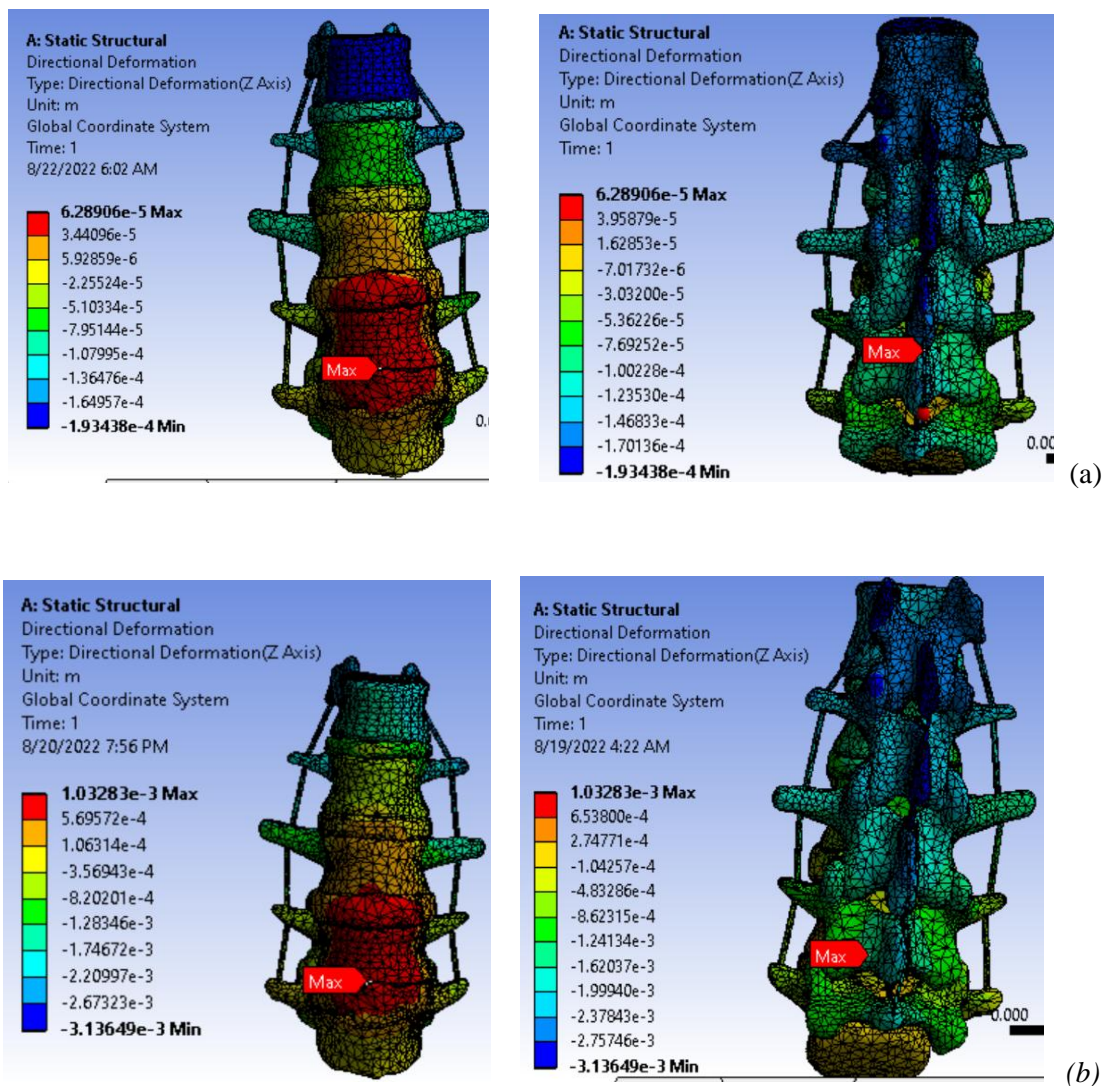 A: Static Structural
Directional Deformation
Type: Directional Deformation(Z Axis)
Unit: m
Global Coordinate System
Time: 1
8/22/2022 6:02 AM
6.28906e-5 Max
3.44096e-5
5.92859e-6
-2.25524e-5
-5.10334e-5
-7.95144e-5
-1.07995e-4
-1.36476e-4
-1.64957e-4
-1.93438e-4 Min
Max
0.
A: Static Structural
Directional Deformation
Type: Directional Deformation(Z Axis)
Unit: m
Global Coordinate System
Time: 1
6.28906e-5 Max
3.95879e-5
1.62853e-5
-7.01732e-6
-3.03200e-5
-5.36226e-5
-7.69252e-5
-1.00228e-4
-1.23530e-4
-1.46833e-4
-1.70136e-4
-1.93438e-4 Min
Max
0.00
(a)
A: Static Structural
Directional Deformation
Type: Directional Deformation(Z Axis)
Unit: m
Global Coordinate System
Time: 1
8/20/2022 7:56 PM
1.03283e-3 Max
5.69572e-4
1.06314e-4
-3.56943e-4
-8.20201e-4
-1.28346e-3
-1.74672e-3
-2.20997e-3
-2.67323e-3
-3.13649e-3 Min
Max
A: Static Structural
Directional Deformation
Type: Directional Deformation(Z Axis)
Unit: m
Global Coordinate System
Time: 1
8/19/2022 4:22 AM
1.03283e-3 Max
6.53800e-4
2.74771e-4
-1.04257e-4
-4.83286e-4
-8.62315e-4
-1.24134e-3
-1.62037e-3
-1.99940e-3
-2.37843e-3
-2.75746e-3
-3.13649e-3 Min
Max
0.000
(b)